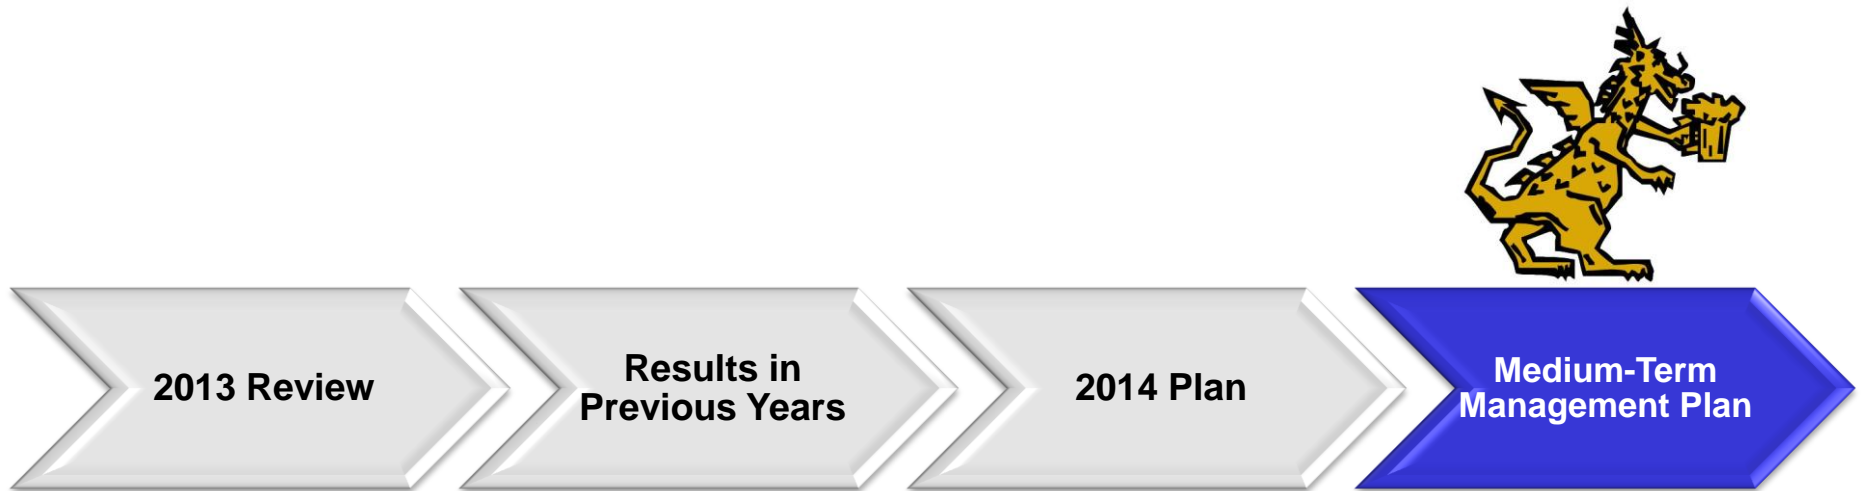 2013 Review
Results in
Previous Years
2014 Plan
Medium-Term
Management Plan